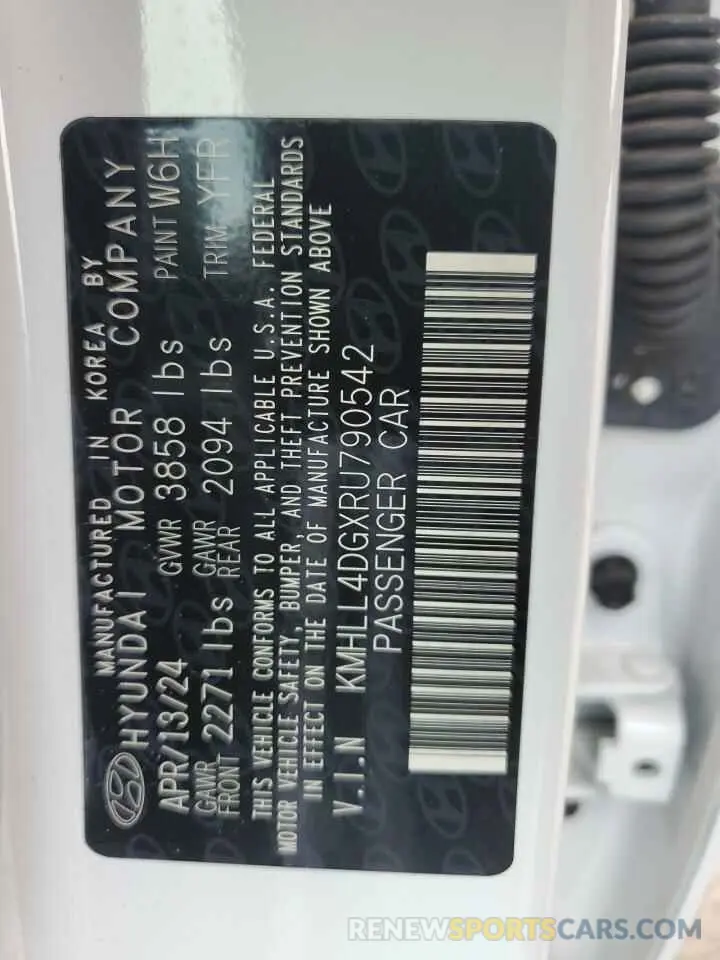 MANUFACTURED IN KOREA BY
HYUNDAI MOTOR COMPANY
APR/13/24 GVWR 3858 lbs PAINT W6H
GAWR FRONT 2271 lbs GAWR REAR 2094 lbs TRIM YFR
THIS VEHICLE CONFORMS TO ALL APPLICABLE U.S.A. FEDERAL
MOTOR VEHICLE SAFETY, BUMPER, AND THEFT PREVENTION STANDARDS
IN EFFECT ON THE DATE OF MANUFACTURE SHOWN ABOVE
V.I.N KMHLL4DGXRU790542
PASSENGER CAR
RENEWSPORTSCARS.COM